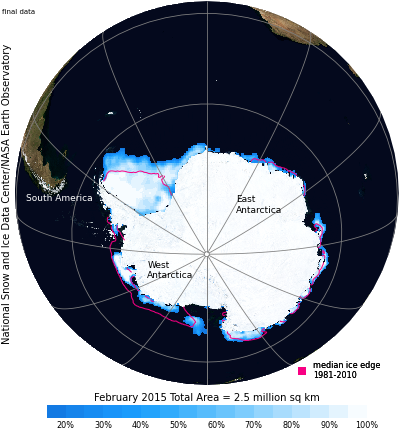 final data
National Snow and Ice Data Center/NASA Earth Observatory
South America
East
Antarctica
West
Antarctica
median ice edge
1981-2010
February 2015 Total Area = 2.5 million sq km
20% 30% 40% 50% 60% 70% 80% 90% 100%